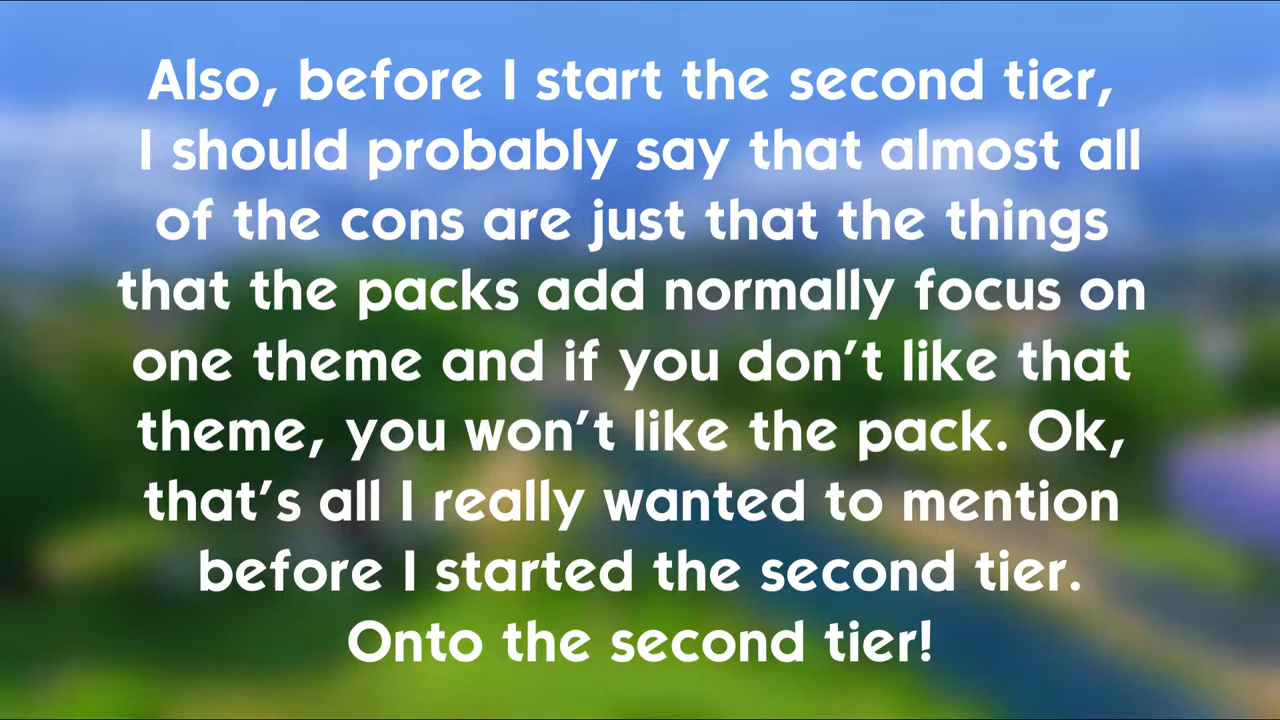 Also, before I start the second tier,
I should probably say that almost all
of the cons are just that the things
that the packs add normally focus on
one theme and if you don’t like that
theme, you won’t like the pack. Ok,
that’s all I really wanted to mention
before I started the second tier.
Onto the second tier!